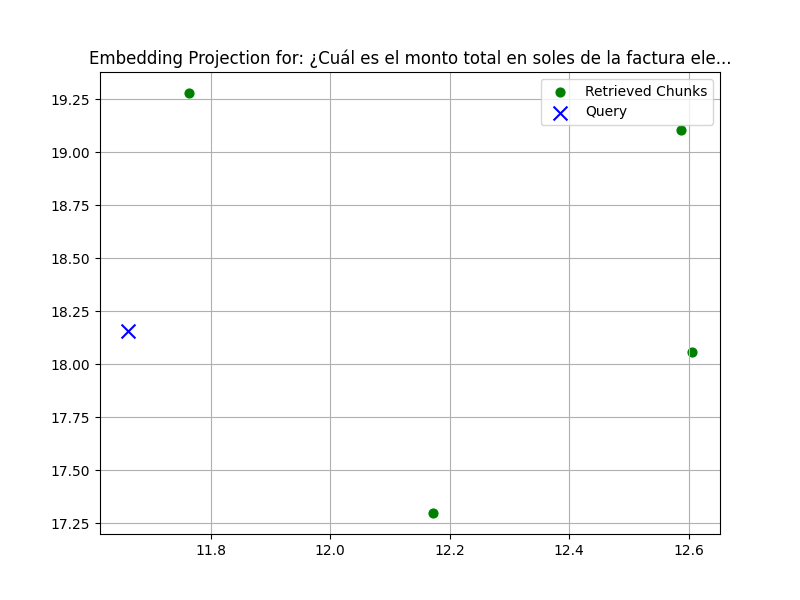 Embedding Projection for: ¿Cuál es el monto total en soles de la factura ele...
Retrieved Chunks
Query
19.25
19.00
18.75
18.50
18.25
18.00
17.75
17.50
17.25
11.8 12.0 12.2 12.4 12.6